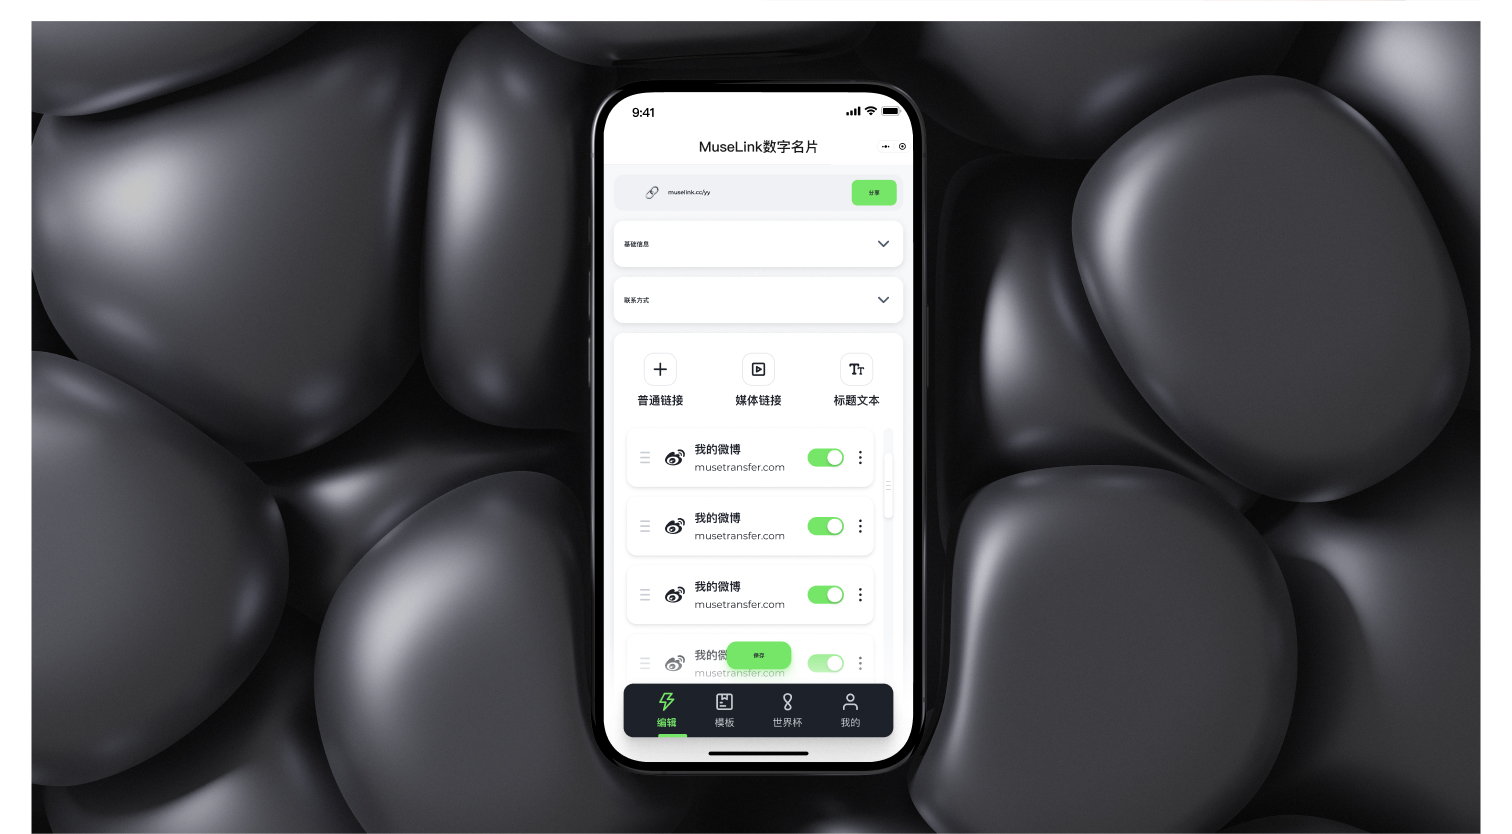 9:41
MuseLink数字名片
muselink.cc/yy
分享
基础信息
联系方式
普通链接
媒体链接
标题文本
我的微博
musetransfer.com
我的微博
musetransfer.com
我的微博
musetransfer.com
我的微
musetransfer.com
保存
编辑
模板
世界杯
我的